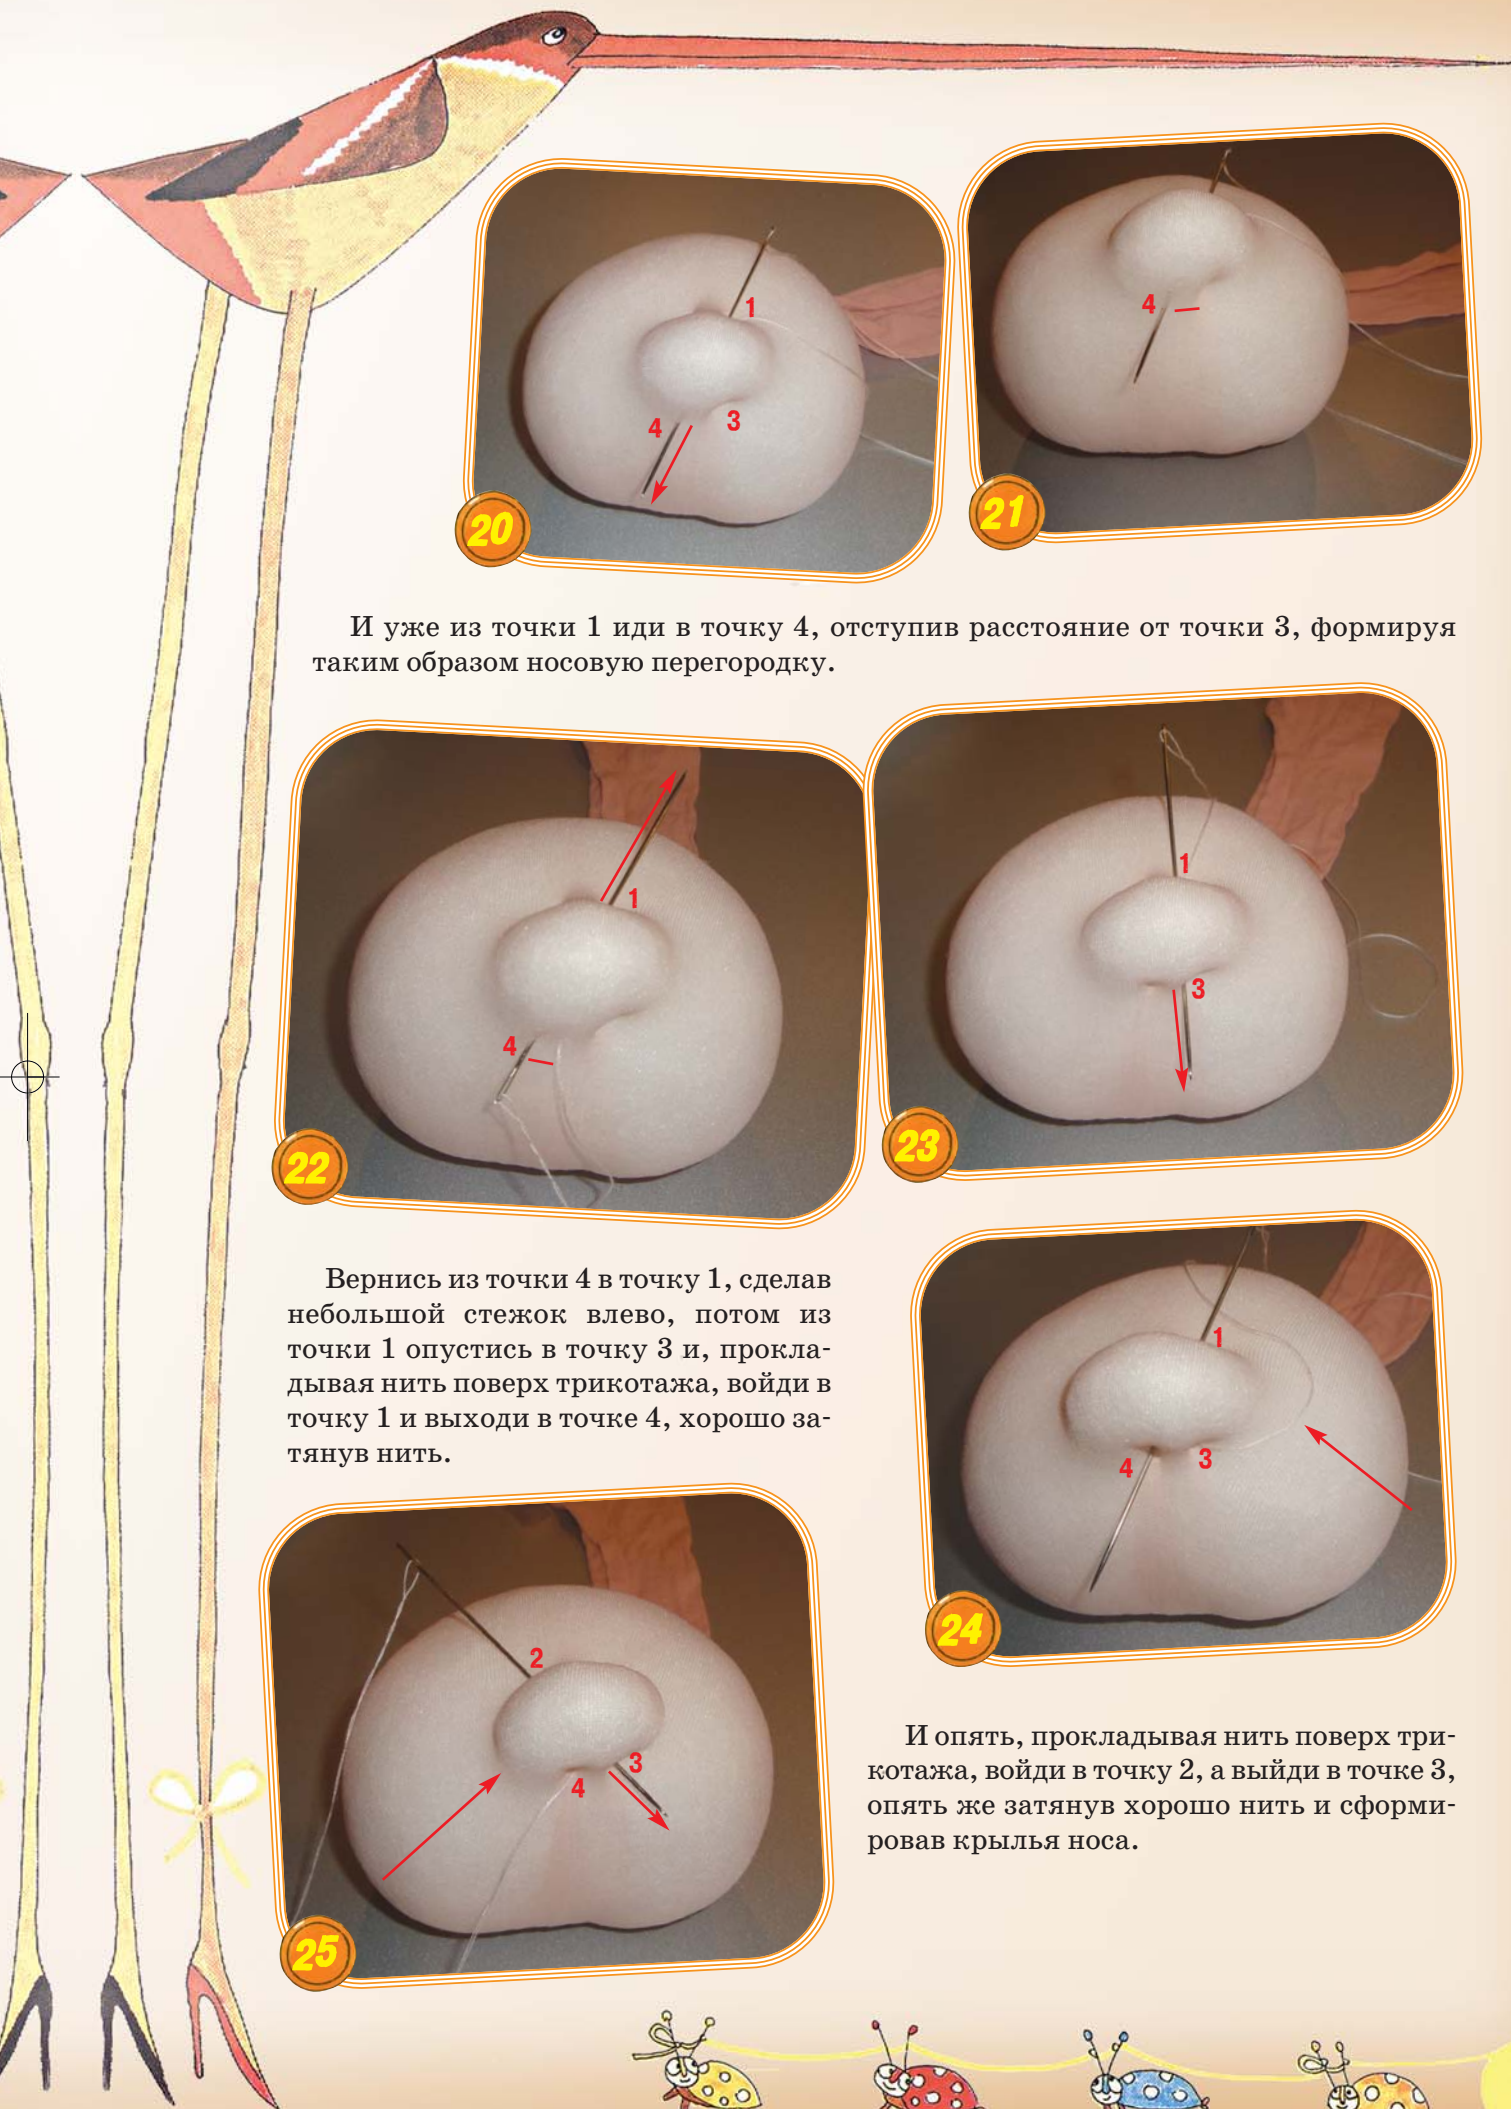 1
4
3
20
4
21
И уже из точки 1 иди в точку 4, отступив расстояние от точки 3, формируя
таким образом носовую перегородку.
1
4
22
1
3
23
Вернись из точки 4 в точку 1, сделав
небольшой стежок влево, потом из
точки 1 опустись в точку 3 и, прокла-
дывая нить поверх трикотажа, войди в
точку 1 и выходи в точке 4, хорошо за-
тянув нить.
1
4
3
24
2
3
4
25
И опять, прокладывая нить поверх три-
котажа, войди в точку 2, а выйди в точке 3,
опять же затянув хорошо нить и сформи-
ровав крылья носа.